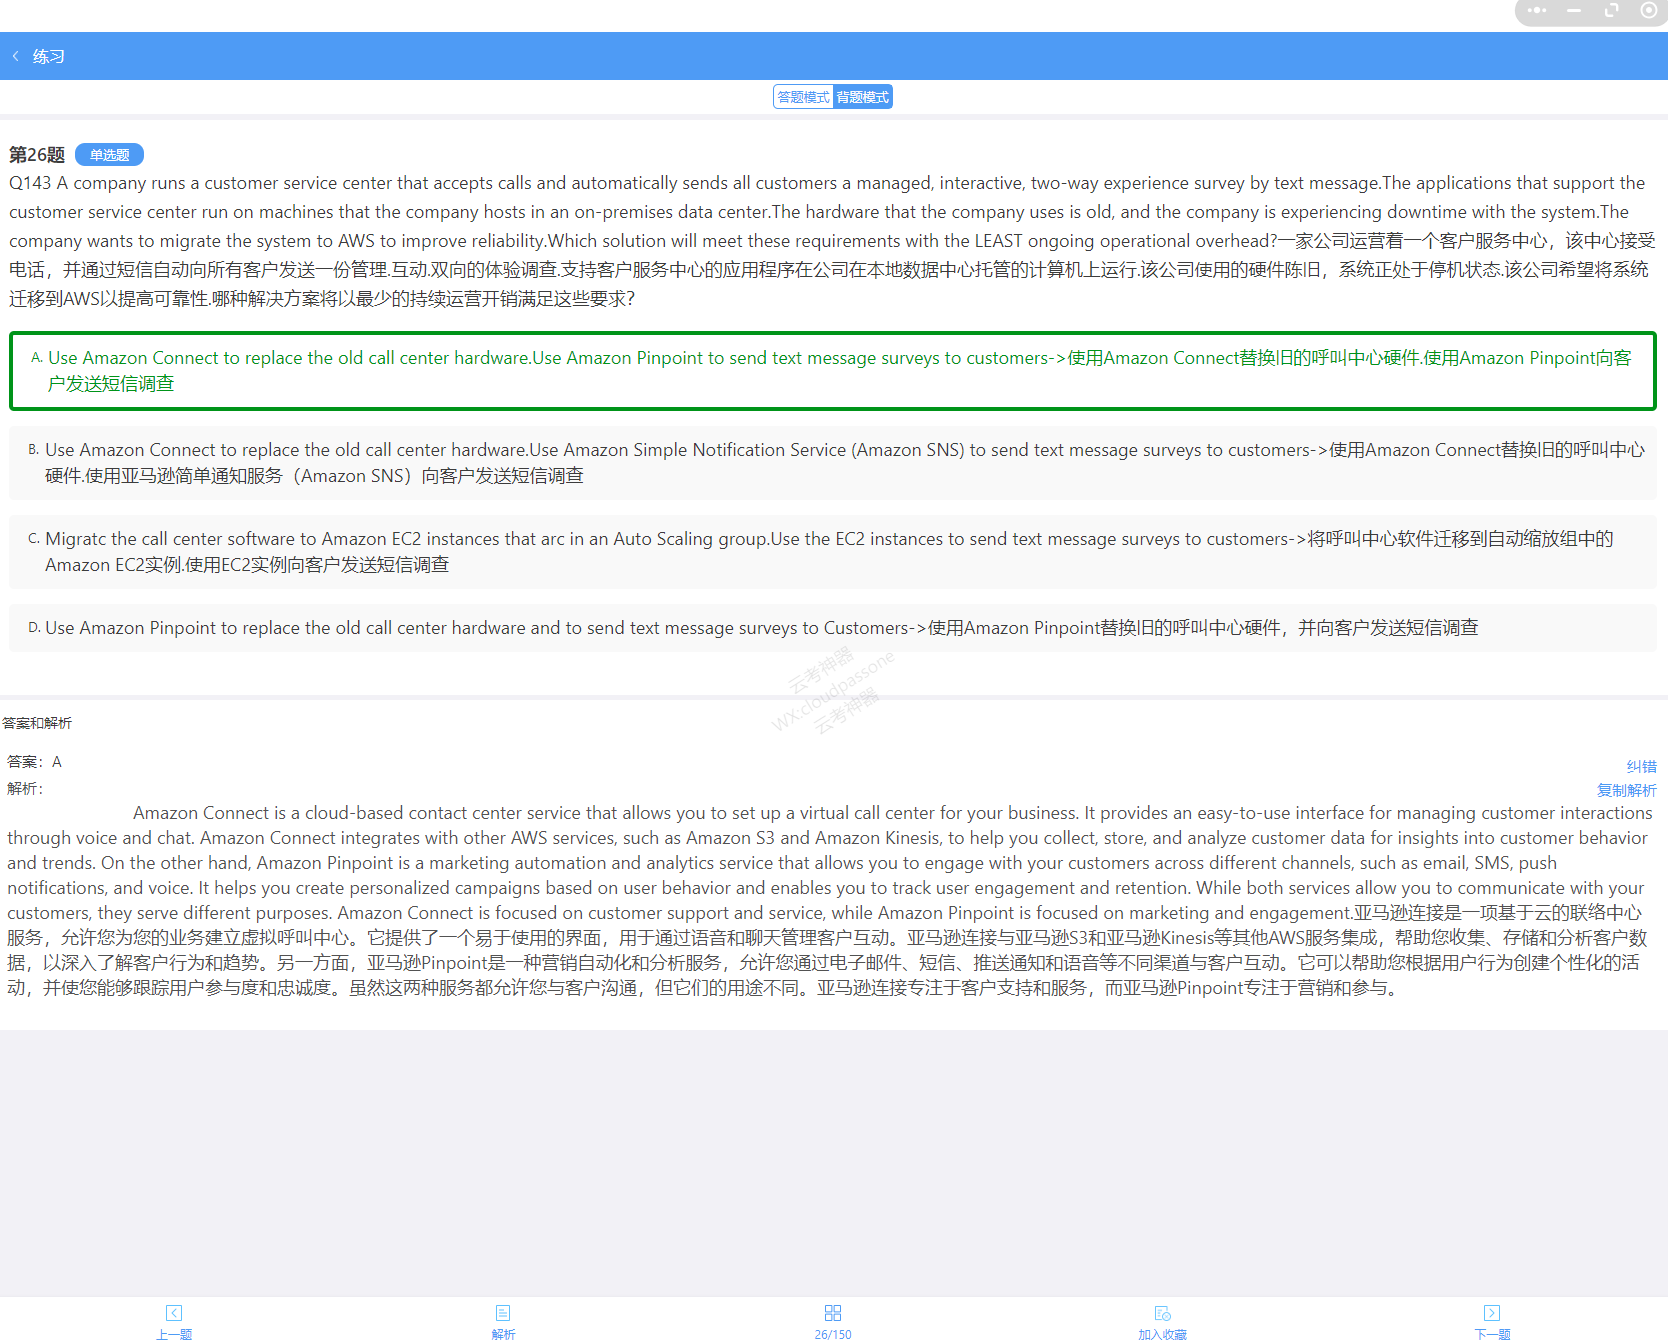 练习
答题模式 背题模式
第26题 单选题
Q143 A company runs a customer service center that accepts calls and automatically sends all customers a managed, interactive, two-way experience survey by text message.The applications that support the
customer service center run on machines that the company hosts in an on-premises data center.The hardware that the company uses is old, and the company is experiencing downtime with the system.The
company wants to migrate the system to AWS to improve reliability.Which solution will meet these requirements with the LEAST ongoing operational overhead?一家公司运营着一个客户服务中心，该中心接受
电话，并通过短信自动向所有客户发送一份管理.互动.双向的体验调查.支持客户服务中心的应用程序在公司在本地数据中心托管的计算机上运行.该公司使用的硬件陈旧，系统正处于停机状态.该公司希望将系统
迁移到AWS以提高可靠性.哪种解决方案将以最少的持续运营开销满足这些要求？
A. Use Amazon Connect to replace the old call center hardware.Use Amazon Pinpoint to send text message surveys to customers->使用Amazon Connect替换旧的呼叫中心硬件.使用Amazon Pinpoint向客
户发送短信调查
B. Use Amazon Connect to replace the old call center hardware.Use Amazon Simple Notification Service (Amazon SNS) to send text message surveys to customers->使用Amazon Connect替换旧的呼叫中心
硬件.使用亚马逊简单通知服务（Amazon SNS）向客户发送短信调查
C. Migratc the call center software to Amazon EC2 instances that arc in an Auto Scaling group.Use the EC2 instances to send text message surveys to customers->将呼叫中心软件迁移到自动缩放组中的
Amazon EC2实例.使用EC2实例向客户发送短信调查
D. Use Amazon Pinpoint to replace the old call center hardware and to send text message surveys to Customers->使用Amazon Pinpoint替换旧的呼叫中心硬件，并向客户发送短信调查
云考神器
WX:cloudpassone
云考神器
答案和解析
答案：A
纠错
解析：
复制解析
Amazon Connect is a cloud-based contact center service that allows you to set up a virtual call center for your business. It provides an easy-to-use interface for managing customer interactions
through voice and chat. Amazon Connect integrates with other AWS services, such as Amazon S3 and Amazon Kinesis, to help you collect, store, and analyze customer data for insights into customer behavior
and trends. On the other hand, Amazon Pinpoint is a marketing automation and analytics service that allows you to engage with your customers across different channels, such as email, SMS, push
notifications, and voice. It helps you create personalized campaigns based on user behavior and enables you to track user engagement and retention. While both services allow you to communicate with your
customers, they serve different purposes. Amazon Connect is focused on customer support and service, while Amazon Pinpoint is focused on marketing and engagement.亚马逊连接是一项基于云的联络中心
服务，允许您为您的业务建立虚拟呼叫中心。它提供了一个易于使用的界面，用于通过语音和聊天管理客户互动。亚马逊连接与亚马逊S3和亚马逊Kinesis等其他AWS服务集成，帮助您收集、存储和分析客户数
据，以深入了解客户行为和趋势。另一方面，亚马逊Pinpoint是一种营销自动化和分析服务，允许您通过电子邮件、短信、推送通知和语音等不同渠道与客户互动。它可以帮助您根据用户行为创建个性化的活
动，并使您能够跟踪用户参与度和忠诚度。虽然这两种服务都允许您与客户沟通，但它们的用途不同。亚马逊连接专注于客户支持和服务，而亚马逊Pinpoint专注于营销和参与。
上一题 解析 26/150 加入收藏 下一题